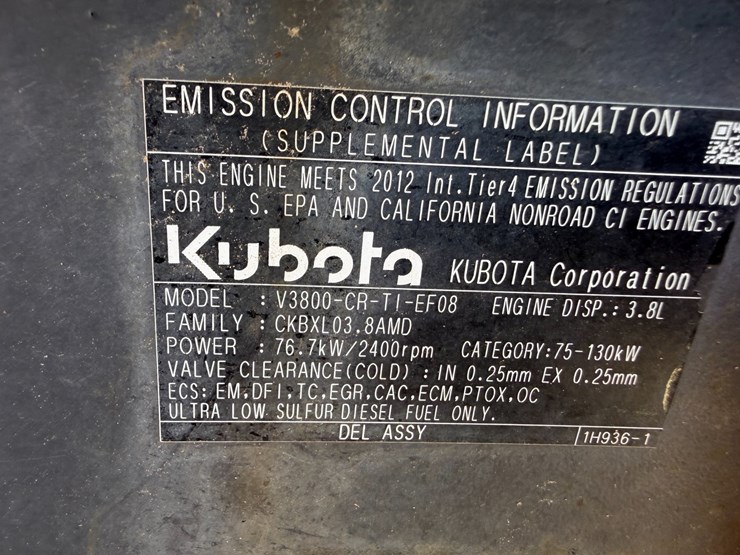 EMISSION CONTROL INFORMATION
(SUPPLEMENTAL LABEL)
THIS ENGINE MEETS 2012 Int.Tier4 EMISSION REGULATIONS
FOR U. S. EPA AND CALIFORNIA NONROAD CI ENGINES.
Kubota KUBOTA Corporation
MODEL : V3800-CR-TI-EF08 ENGINE DISP.: 3.8L
FAMILY : CKBXL03.8AMD
POWER : 76.7kW/2400rpm CATEGORY:75-130kW
VALVE CLEARANCE(COLD) : IN 0.25mm EX 0.25mm
ECS: EM,DFI,TC,EGR,CAC,ECM,PTOX,OC
ULTRA LOW SULFUR DIESEL FUEL ONLY.
DEL ASSY 1H936-1